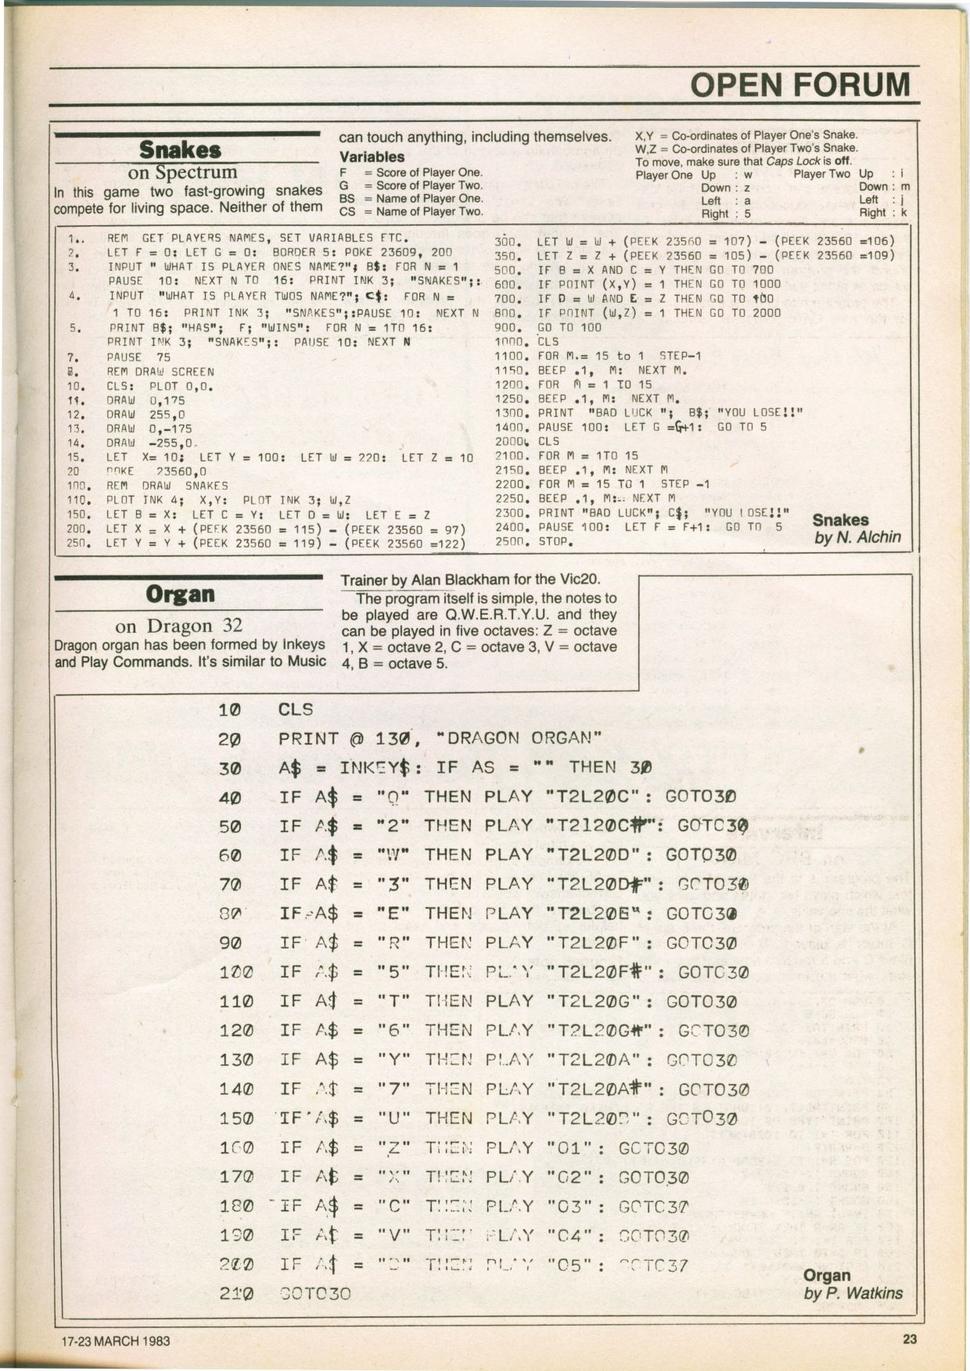 OPEN FORUM
Snakes
on Spectrum
In this game two fast-growing snakes
compete for living space. Neither of them
can touch anything, including themselves.
Variables
F = Score of Player One.
G = Score of Player Two.
BS = Name of Player One.
CS = Name of Player Two.
X,Y = Co-ordinates of Player One's Snake.
W,Z = Co-ordinates of Player Two's Snake.
To move, make sure that Caps Lock is off.
Player One Up : w Player Two Up : i
Down : z Down : m
Left : a Left : j
Right : 5 Right : k
1.. REM GET PLAYERS NAMES, SET VARIABLES FTC.
2. LET F = 0: LET G = 0: BORDER 5: POKE 23609, 200
3. INPUT " WHAT IS PLAYER ONES NAME?"; B$: FOR N = 1
PAUSE 10: NEXT N TO 16: PRINT INK 3; "SNAKES";:
4. INPUT "WHAT IS PLAYER TWOS NAME?"; C$: FOR N =
1 TO 16: PRINT INK 3; "SNAKES";:PAUSE 10: NEXT N
5. PRINT B$; "HAS"; F; "WINS": FOR N = 1TO 16:
PRINT INK 3; "SNAKES";: PAUSE 10: NEXT N
7. PAUSE 75
8. REM DRAW SCREEN
10. CLS: PLOT 0,0.
11. DRAW 0,175
12. DRAW 255,0
13. DRAW 0,-175
14. DRAW -255,0.
15. LET X= 10: LET Y = 100: LET W = 220: LET Z = 10
20 POKE 23560,0
100. REM DRAW SNAKES
110. PLOT INK 4; X,Y: PLOT INK 3; W,Z
150. LET B = X: LET C = Y: LET D = W: LET E = Z
200. LET X = X + (PEEK 23560 = 115) - (PEEK 23560 = 97)
250. LET Y = Y + (PEEK 23560 = 119) - (PEEK 23560 =122)
300. LET W = W + (PEEK 23560 = 107) - (PEEK 23560 =106)
350. LET Z = Z + (PEEK 23560 = 105) - (PEEK 23560 =109)
500. IF B = X AND C = Y THEN GO TO 700
600. IF POINT (X,Y) = 1 THEN GO TO 1000
700. IF D = W AND E = Z THEN GO TO 100
800. IF POINT (W,Z) = 1 THEN GO TO 2000
900. GO TO 100
1000. CLS
1100. FOR M.= 15 to 1 STEP-1
1150. BEEP .1, M: NEXT M.
1200. FOR M = 1 TO 15
1250. BEEP .1, M: NEXT M.
1300. PRINT "BAD LUCK "; B$; "YOU LOSE!!"
1400. PAUSE 100: LET G =G+1: GO TO 5
2000. CLS
2100. FOR M = 1TO 15
2150. BEEP .1, M: NEXT M
2200. FOR M = 15 TO 1 STEP -1
2250. BEEP .1, M:. NEXT M
2300. PRINT "BAD LUCK"; C$; "YOU LOSE!!"
2400. PAUSE 100: LET F = F+1: GO TO 5
2500. STOP.
Snakes
by N. Alchin
Organ
on Dragon 32
Dragon organ has been formed by Inkeys
and Play Commands. It's similar to Music
Trainer by Alan Blackham for the Vic20.
The program itself is simple, the notes to
be played are Q.W.E.R.T.Y.U. and they
can be played in five octaves: Z = octave
1, X = octave 2, C = octave 3, V = octave
4, B = octave 5.
10 CLS
20 PRINT @ 130, "DRAGON ORGAN"
30 A$ = INKEY$: IF AS = "" THEN 30
40 IF A$ = "Q" THEN PLAY "T2L20C": GOTO30
50 IF A$ = "2" THEN PLAY "T2120C#": GOTO30
60 IF A$ = "W" THEN PLAY "T2L20D": GOTO30
70 IF A$ = "3" THEN PLAY "T2L20D#": GOTO30
80 IF A$ = "E" THEN PLAY "T2L20E": GOTO30
90 IF A$ = "R" THEN PLAY "T2L20F": GOTO30
100 IF A$ = "5" THEN PLAY "T2L20F#": GOTO30
110 IF A$ = "T" THEN PLAY "T2L20G": GOTO30
120 IF A$ = "6" THEN PLAY "T2L20G#": GOTO30
130 IF A$ = "Y" THEN PLAY "T2L20A": GOTO30
140 IF A$ = "7" THEN PLAY "T2L20A#": GOTO30
150 IF A$ = "U" THEN PLAY "T2L20B": GOTO30
160 IF A$ = "Z" THEN PLAY "O1": GOTO30
170 IF A$ = "X" THEN PLAY "O2": GOTO30
180 IF A$ = "C" THEN PLAY "O3": GOTO30
190 IF A$ = "V" THEN PLAY "O4": GOTO30
200 IF A$ = "B" THEN PLAY "O5": GOTO30
210 GOTO30
Organ
by P. Watkins
17-23 MARCH 1983
23